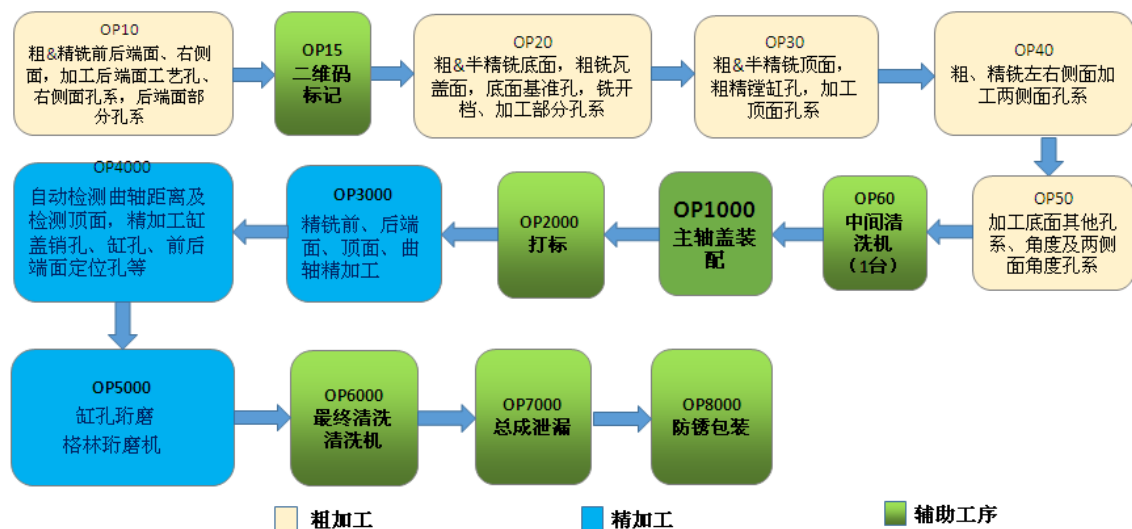 OP10
粗&精铣前后端面、右侧
面，加工后端面工艺孔、
右侧面孔系，后端面部
分孔系
OP15
二维码
标记
OP20
粗&半精铣底面，粗铣瓦
盖面，底面基准孔，铣开
档、加工部分孔系
OP30
粗&半精铣顶面，
粗精镗缸孔，加工
顶面孔系
OP40
粗、精铣左右侧面加
工两侧面孔系
OP4000
自动检测曲轴距离及
检测顶面，精加工缸
盖销孔、缸孔、前后
端面定位孔等
OP3000
精铣前、后端
面、顶面、曲
轴精加工
OP2000
打标
OP1000
主轴盖装
配
OP60
中间清
洗机
（1台）
OP50
加工底面其他孔
系、角度及两侧
面角度孔系
OP5000
缸孔珩磨
格林珩磨机
OP6000
最终清洗
清洗机
OP7000
总成泄漏
OP8000
防锈包装
粗加工
精加工
辅助工序